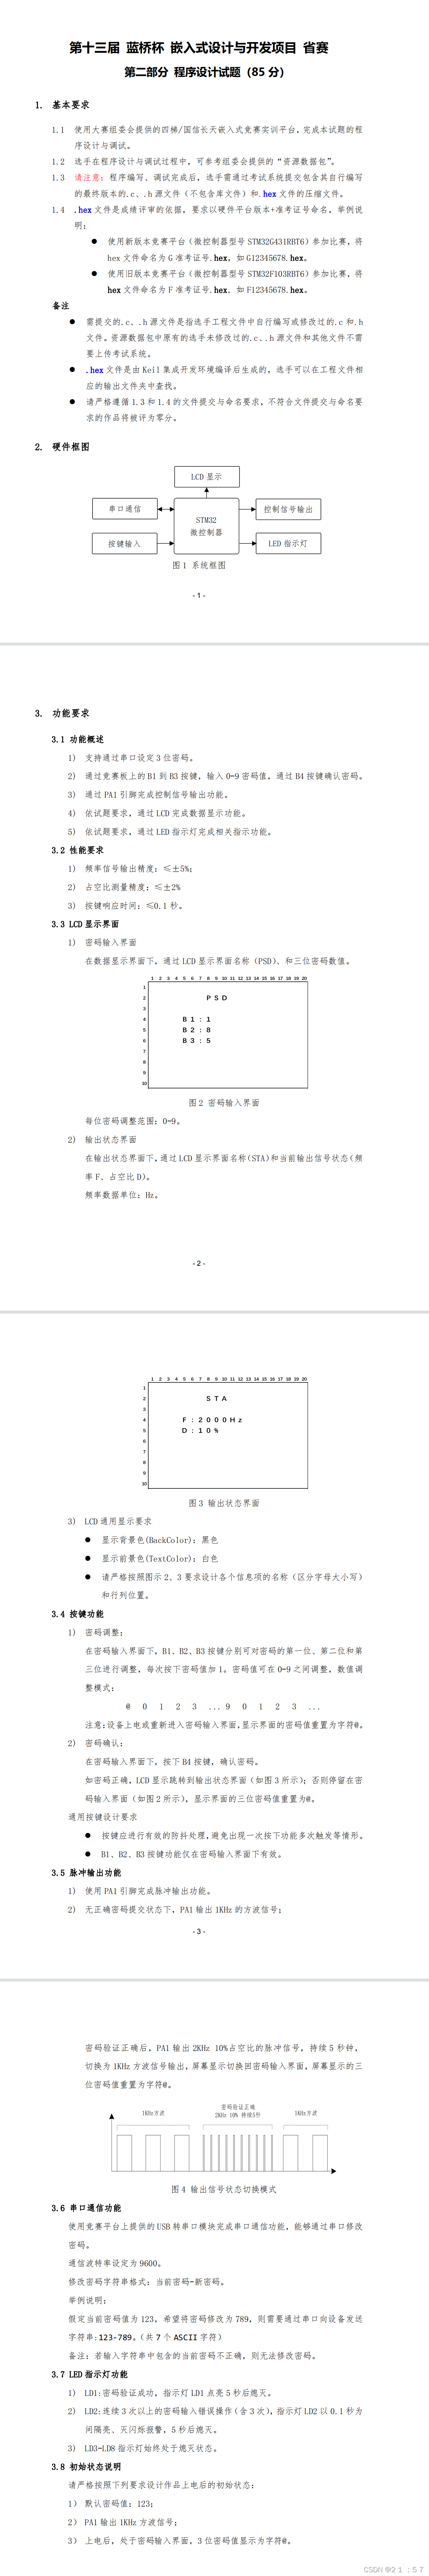 第十三届 蓝桥杯 嵌入式设计与开发项目 省赛
第二部分 程序设计试题（85 分）
1. 基本要求
1.1 使用大赛组委会提供的四梯/国信长天嵌入式竞赛实训平台，完成本试题的程
序设计与调试。
1.2 选手在程序设计与调试过程中，可参考组委会提供的“资源数据包”。
1.3 请注意：程序编写、调试完成后，选手需通过考试系统提交包含其自行编写
的最终版本的.c、.h 源文件（不包含库文件）和.hex 文件的压缩文件。
1.4 .hex 文件是成绩评审的依据，要求以硬件平台版本+准考证号命名，举例说
明：
● 使用新版本竞赛平台（微控制器型号 STM32G431RBT6）参加比赛，将
hex 文件命名为 G 准考证号.hex，如 G12345678.hex。
● 使用旧版本竞赛平台（微控制器型号 STM32F103RBT6）参加比赛，将
hex 文件命名为 F 准考证号.hex，如 F12345678.hex。
备注
● 需提交的.c、.h 源文件是指选手工程文件中自行编写或修改过的.c 和.h
文件。资源数据包中原有的选手未修改过的.c、.h 源文件和其他文件不需
要上传考试系统。
● .hex 文件是由 Keil 集成开发环境编译后生成的，选手可以在工程文件相
应的输出文件夹中查找。
● 请严格遵循 1.3 和 1.4 的文件提交与命名要求，不符合文件提交与命名要
求的作品将被评为零分。
2. 硬件框图
LCD 显示
串口通信
STM32
微控制器
控制信号输出
按键输入
LED 指示灯
图 1 系统框图
- 1 -
3. 功能要求
3.1 功能概述
1) 支持通过串口设定 3 位密码。
2) 通过竞赛板上的 B1 到 B3 按键，输入 0-9 密码值，通过 B4 按键确认密码。
3) 通过 PA1 引脚完成控制信号输出功能。
4) 依试题要求，通过 LCD 完成数据显示功能。
5) 依试题要求，通过 LED 指示灯完成相关指示功能。
3.2 性能要求
1) 频率信号输出精度：≤±5%；
2) 占空比测量精度：≤±2%
3) 按键响应时间：≤0.1 秒。
3.3 LCD 显示界面
1) 密码输入界面
在数据显示界面下，通过 LCD 显示界面名称（PSD）、和三位密码数值。
1 2 3 4 5 6 7 8 9 10 11 12 13 14 15 16 17 18 19 20
1
2 P S D
3
4 B 1 : 1
5 B 2 : 8
6 B 3 : 5
7
8
9
10
图 2 密码输入界面
每位密码调整范围：0-9。
2) 输出状态界面
在输出状态界面下，通过 LCD 显示界面名称(STA)和当前输出信号状态(频
率 F、占空比 D)。
频率数据单位：Hz。
- 2 -
1 2 3 4 5 6 7 8 9 10 11 12 13 14 15 16 17 18 19 20
1
2 S T A
3
4 F : 2 0 0 0 H z
5 D : 1 0 %
6
7
8
9
10
图 3 输出状态界面
3) LCD 通用显示要求
● 显示背景色(BackColor)：黑色
● 显示前景色(TextColor)：白色
● 请严格按照图示 2、3 要求设计各个信息项的名称（区分字母大小写）
和行列位置。
3.4 按键功能
1) 密码调整：
在密码输入界面下，B1、B2、B3 按键分别可对密码的第一位、第二位和第
三位进行调整，每次按下密码值加 1。密码值可在 0-9 之间调整，数值调
整模式：
@ 0 1 2 3 ... 9 0 1 2 3 ...
注意：设备上电或重新进入密码输入界面，显示界面的密码值重置为字符@。
2) 密码确认：
在密码输入界面下，按下 B4 按键，确认密码。
如密码正确，LCD 显示跳转到输出状态界面（如图 3 所示）；否则停留在密
码输入界面（如图 2 所示），显示界面的三位密码值重置为@。
通用按键设计要求
● 按键应进行有效的防抖处理，避免出现一次按下功能多次触发等情形。
● B1、B2、B3 按键功能仅在密码输入界面下有效。
3.5 脉冲输出功能
1) 使用 PA1 引脚完成脉冲输出功能。
2) 无正确密码提交状态下，PA1 输出 1KHz 的方波信号；
- 3 -
密码验证正确后，PA1 输出 2KHz 10%占空比的脉冲信号，持续 5 秒钟，
切换为 1KHz 方波信号输出，屏幕显示切换回密码输入界面，屏幕显示的三
位密码值重置为字符@。
1KHz方波
密码验证正确
2KHz 10% 持续5秒
1KHz方波
图 4 输出信号状态切换模式
3.6 串口通信功能
使用竞赛平台上提供的 USB 转串口模块完成串口通信功能，能够通过串口修改
密码。
通信波特率设定为 9600。
修改密码字符串格式：当前密码-新密码。
举例说明：
假定当前密码值为 123，希望将密码修改为 789，则需要通过串口向设备发送
字符串：123-789。（共 7 个 ASCII 字符）
备注：若输入字符串中包含的当前密码不正确，则无法修改密码。
3.7 LED 指示灯功能
1) LD1：密码验证成功，指示灯 LD1 点亮 5 秒后熄灭。
2) LD2：连续 3 次以上的密码输入错误操作（含 3 次），指示灯 LD2 以 0.1 秒为
间隔亮、灭闪烁报警，5 秒后熄灭。
3) LD3-LD8 指示灯始终处于熄灭状态。
3.8 初始状态说明
请严格按照下列要求设计作品上电后的初始状态：
1） 默认密码值：123；
2） PA1 输出 1KHz 方波信号；
3） 上电后，处于密码输入界面，3 位密码值显示为字符@。
CSDN @２１：５７